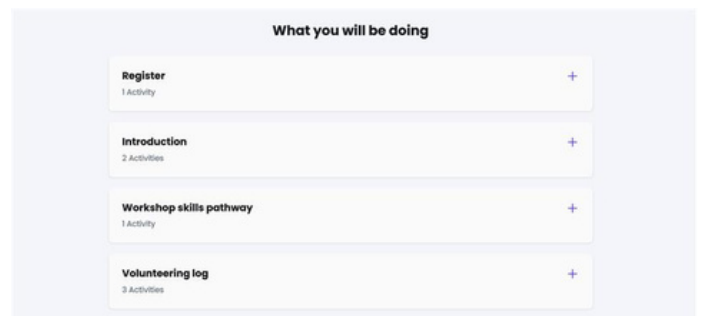 What you will be doing
Register
1 Activity
Introduction
2 Activities
Workshop skills pathway
1 Activity
Volunteering log
3 Activities